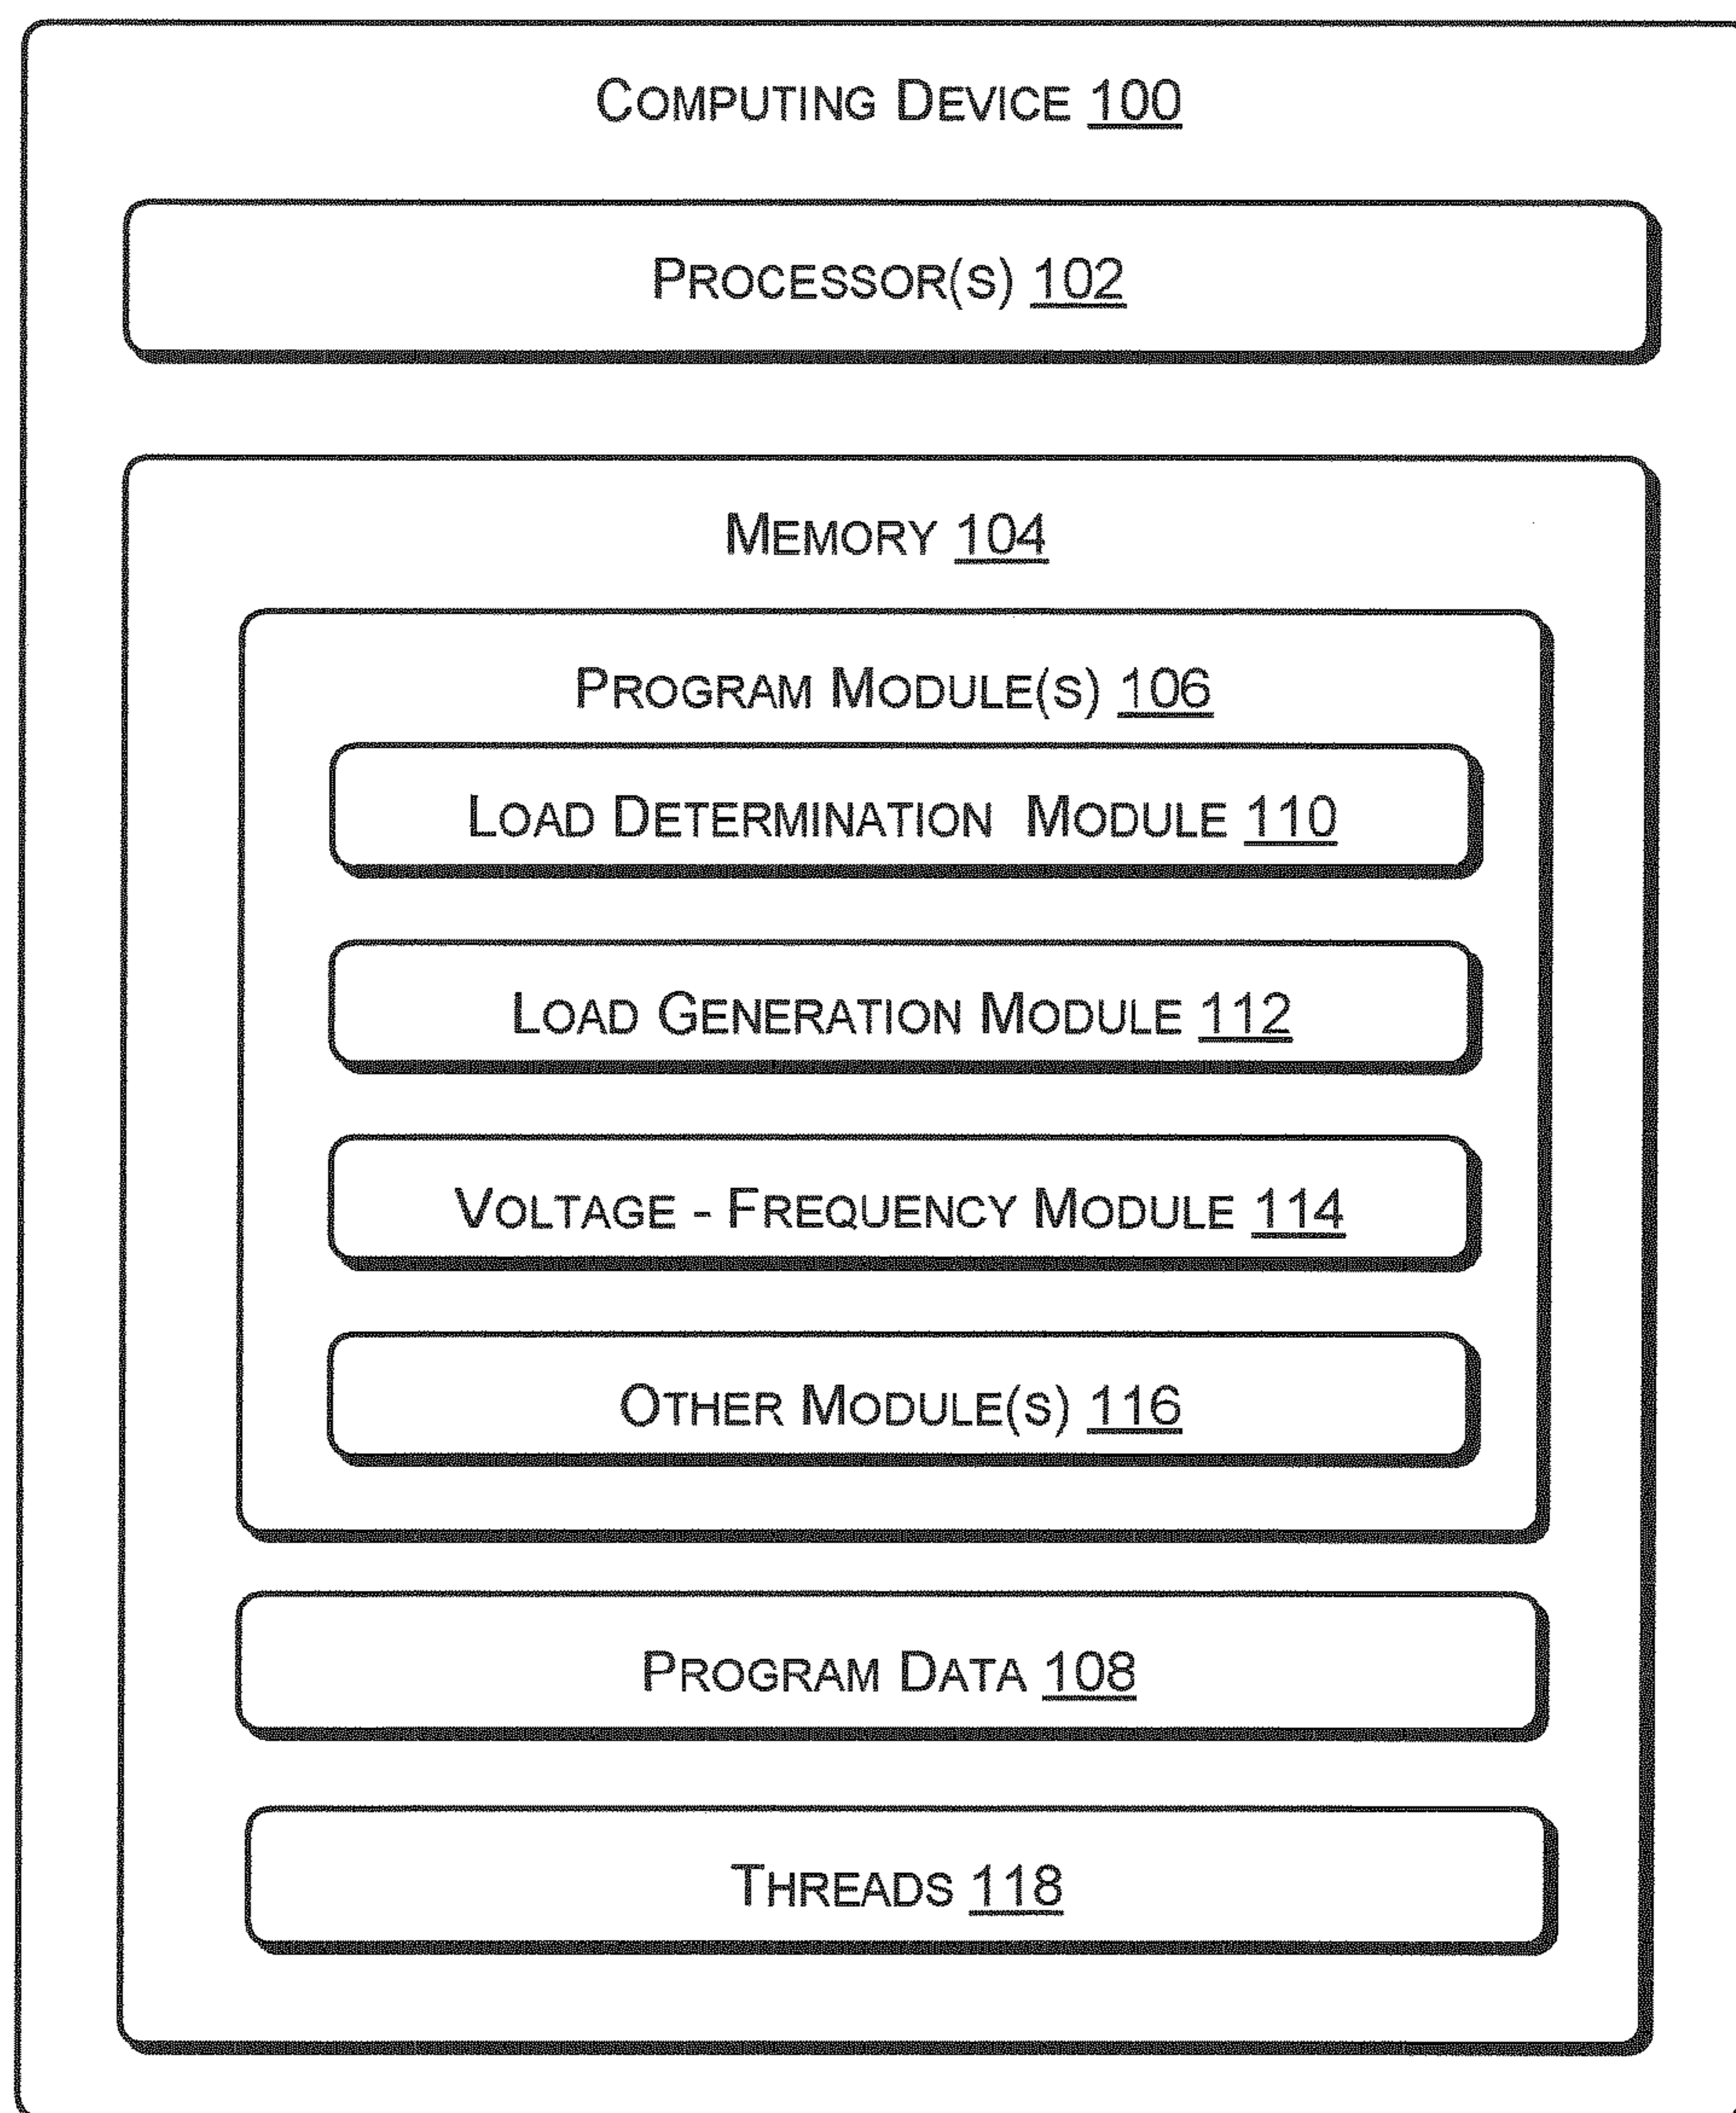 COMPUTING DEVICE 100
PROCESSOR(S) 102
MEMORY 104
PROGRAM MODULE(S) 106
LOAD DETERMINATION MODULE 110
LOAD GENERATION MODULE 112
VOLTAGE - FREQUENCY MODULE 114
OTHER MODULE(S) 116
PROGRAM DATA 108
THREADS 118